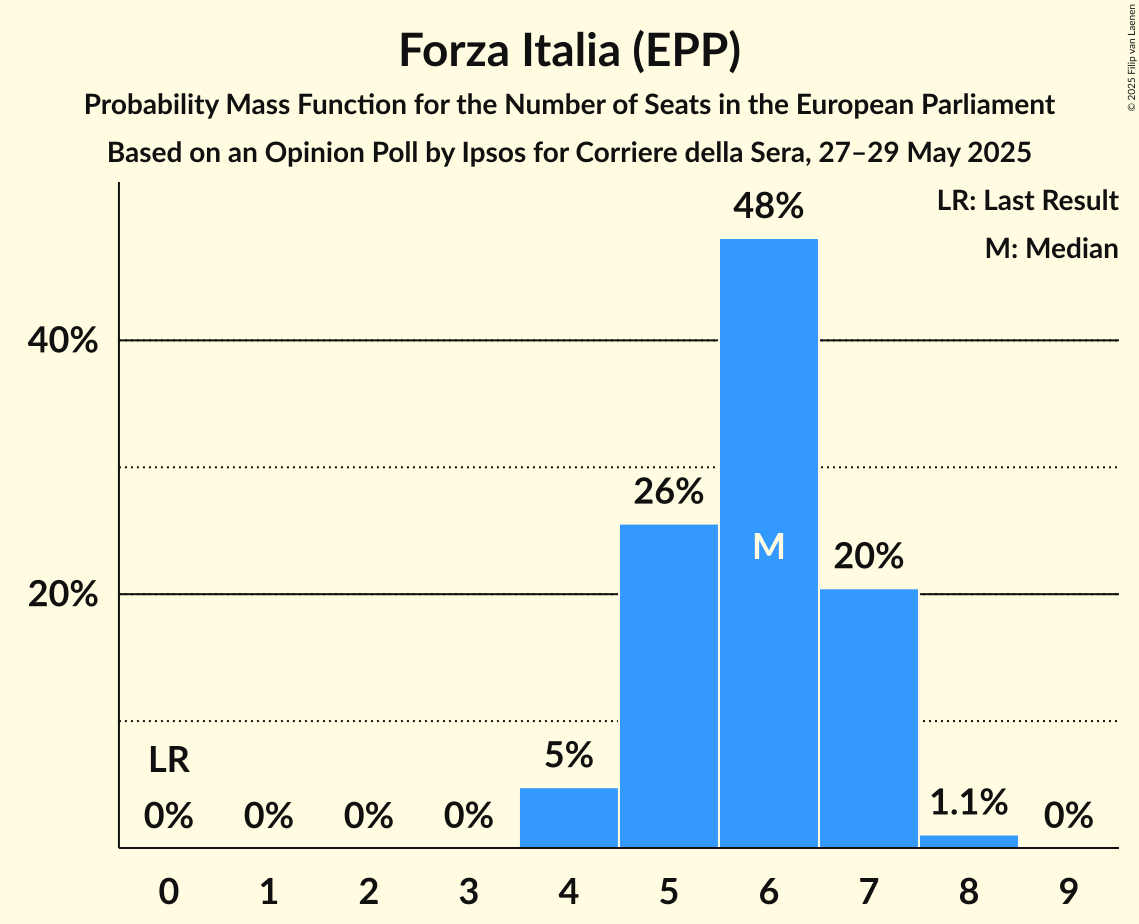 Forza Italia (EPP)
Probability Mass Function for the Number of Seats in the European Parliament
Based on an Opinion Poll by Ipsos for Corriere della Sera, 27–29 May 2025
© 2025 Filip van Laenen
LR: Last Result
M: Median
48%
40%
26%
M
20%
20%
LR
5%
0%
0%
0%
0%
1.1%
0%
0 1 2 3 4 5 6 7 8 9